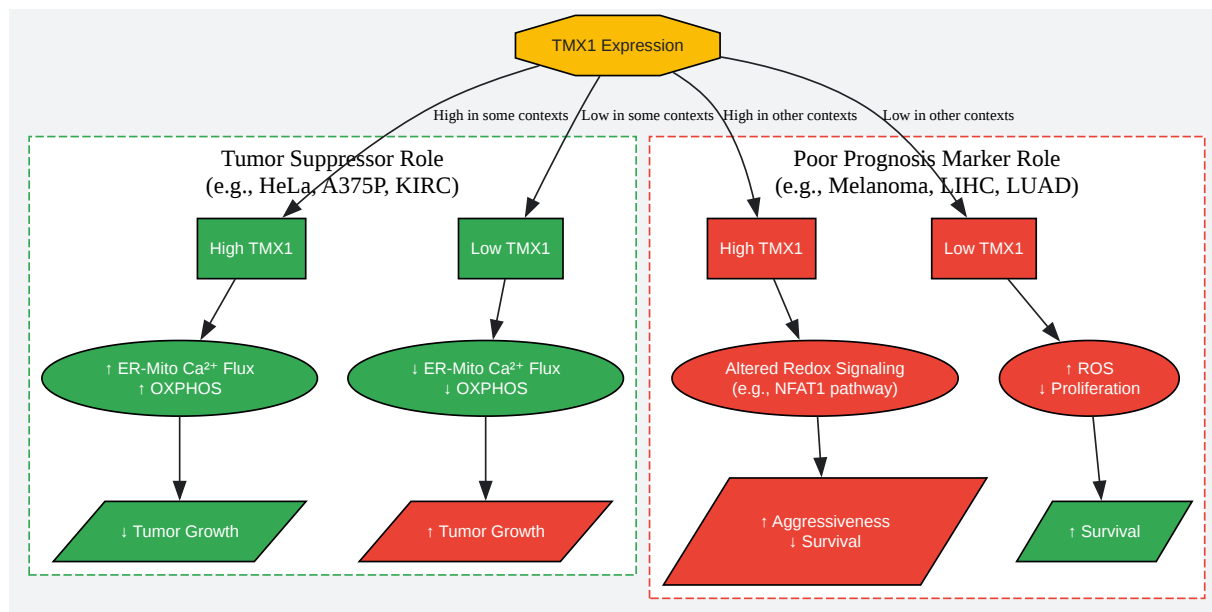 TMX1 Expression
High in some contexts
Low in some contexts
High in other contexts
Low in other contexts
Tumor Suppressor Role
(e.g., HeLa, A375P, KIRC)
Poor Prognosis Marker Role
(e.g., Melanoma, LIHC, LUAD)
High TMX1
Low TMX1
High TMX1
Low TMX1
↑ ER-Mito Ca²⁺ Flux
↑ OXPHOS
↓ ER-Mito Ca²⁺ Flux
↓ OXPHOS
Altered Redox Signaling
(e.g., NFAT1 pathway)
↑ ROS
↓ Proliferation
↓ Tumor Growth
↑ Tumor Growth
↑ Aggressiveness
↓ Survival
↑ Survival